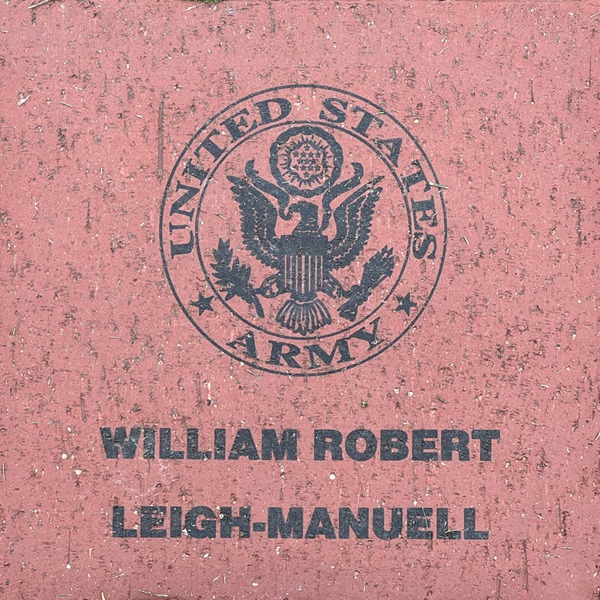 UNITED STATES
ARMY
WILLIAM ROBERT
LEIGH-MANUELL